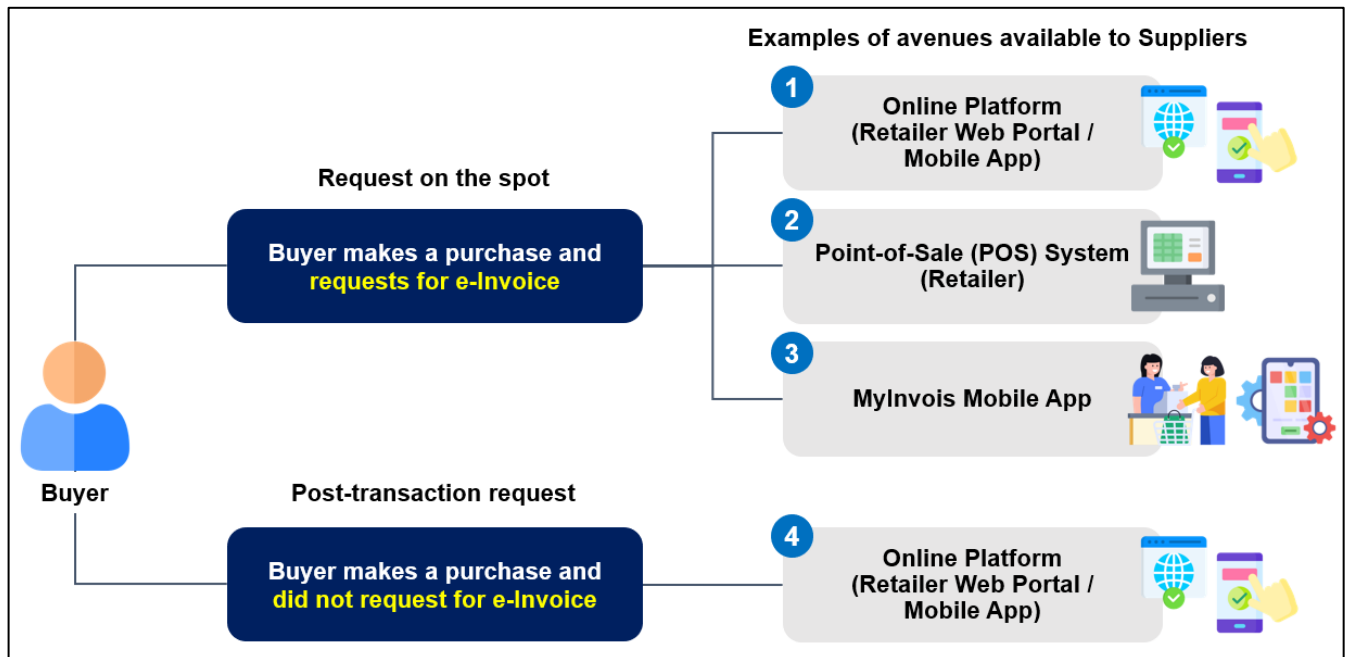 Examples of avenues available to Suppliers
1
Online Platform
(Retailer Web Portal /
Mobile App)
Request on the spot
Buyer makes a purchase and
requests for e-Invoice
2
Point-of-Sale (POS) System
(Retailer)
3
MyInvois Mobile App
Buyer
Post-transaction request
Buyer makes a purchase and
did not request for e-Invoice
4
Online Platform
(Retailer Web Portal /
Mobile App)